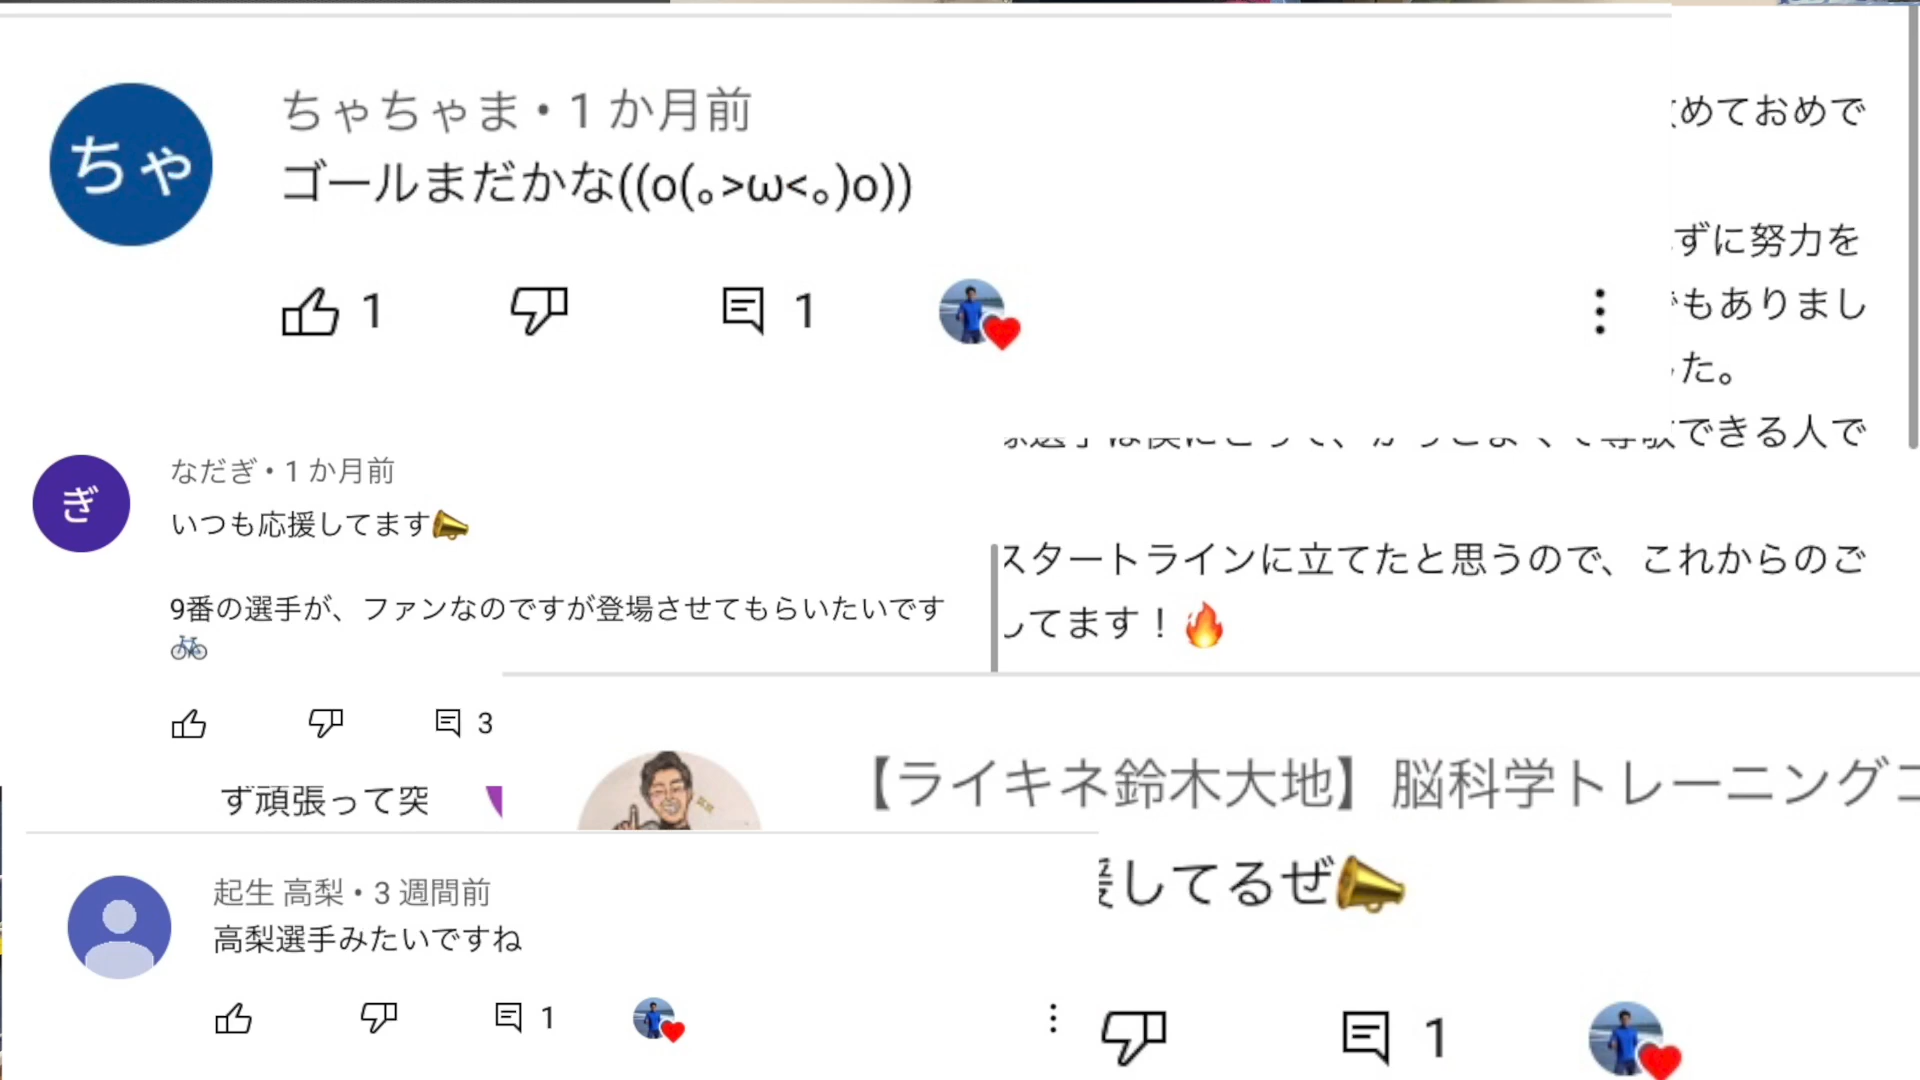 ちゃ
ちゃちゃま • 1 か月前
ゴールまだかな((o(｡>ω<｡)o))
1
1
めておめで
ずに努力を
もありまし
た。
できる人で
ぎ
なだぎ • 1 か月前
いつも応援してます📣
9番の選手が、ファンなのですが登場させてもらいたいです
🚲
3
スタートラインに立てたと思うので、これからのご
してます！🔥
ず頑張って突
【ライキネ鈴木大地】脳科学トレーニングコ
してるぜ📣
1
起生 高梨 • 3 週間前
高梨選手みたいですね
1